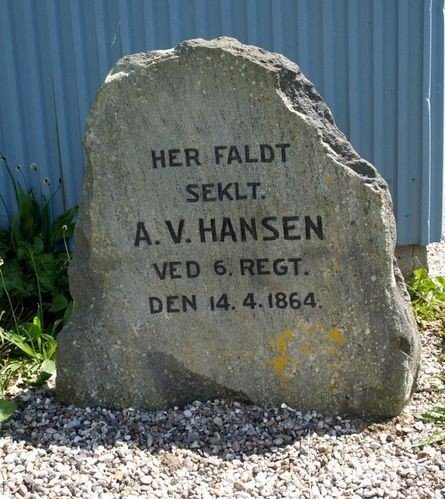 HER FALDT
SEKLT.
A. V. HANSEN
VED 6. REGT.
DEN 14. 4. 1864.